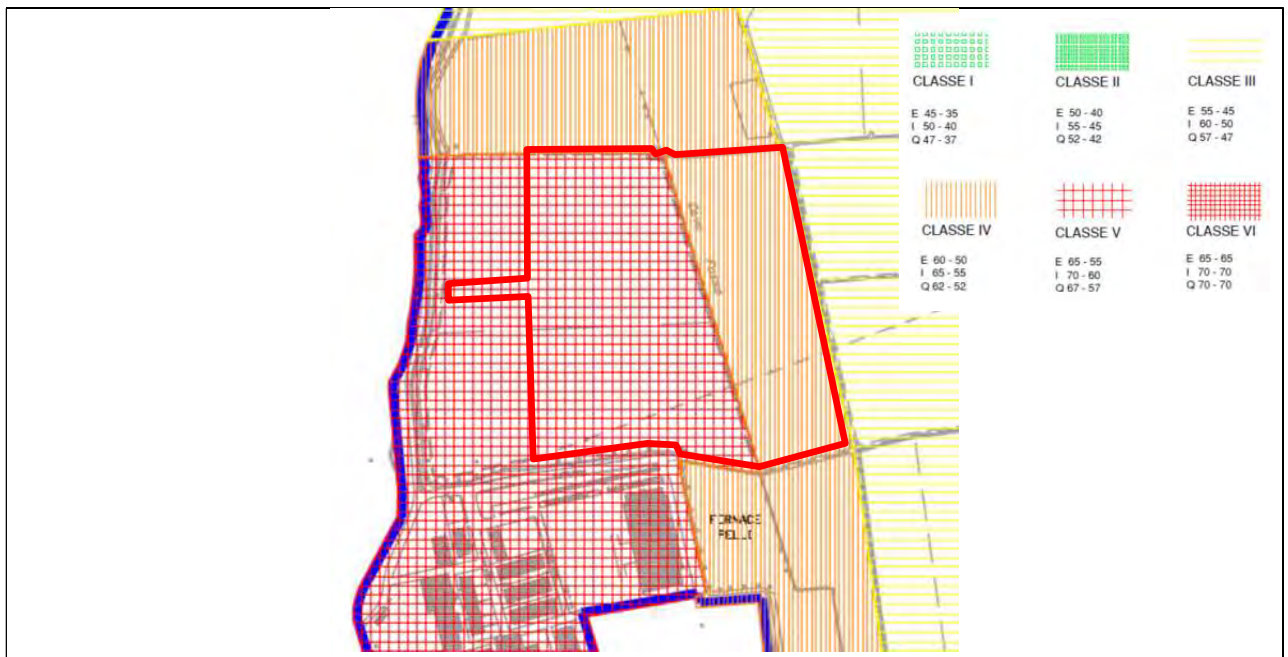 CLASSE I
E 45 - 35
I 50 - 40
Q 47 - 37
CLASSE II
E 50 - 40
I 55 - 45
Q 52 - 42
CLASSE III
E 55 - 45
I 60 - 50
Q 57 - 47
CLASSE IV
E 60 - 50
I 65 - 55
Q 62 - 52
CLASSE V
E 65 - 55
I 70 - 60
Q 67 - 57
CLASSE VI
E 65 - 65
I 70 - 70
Q 70 - 70
FORNACE